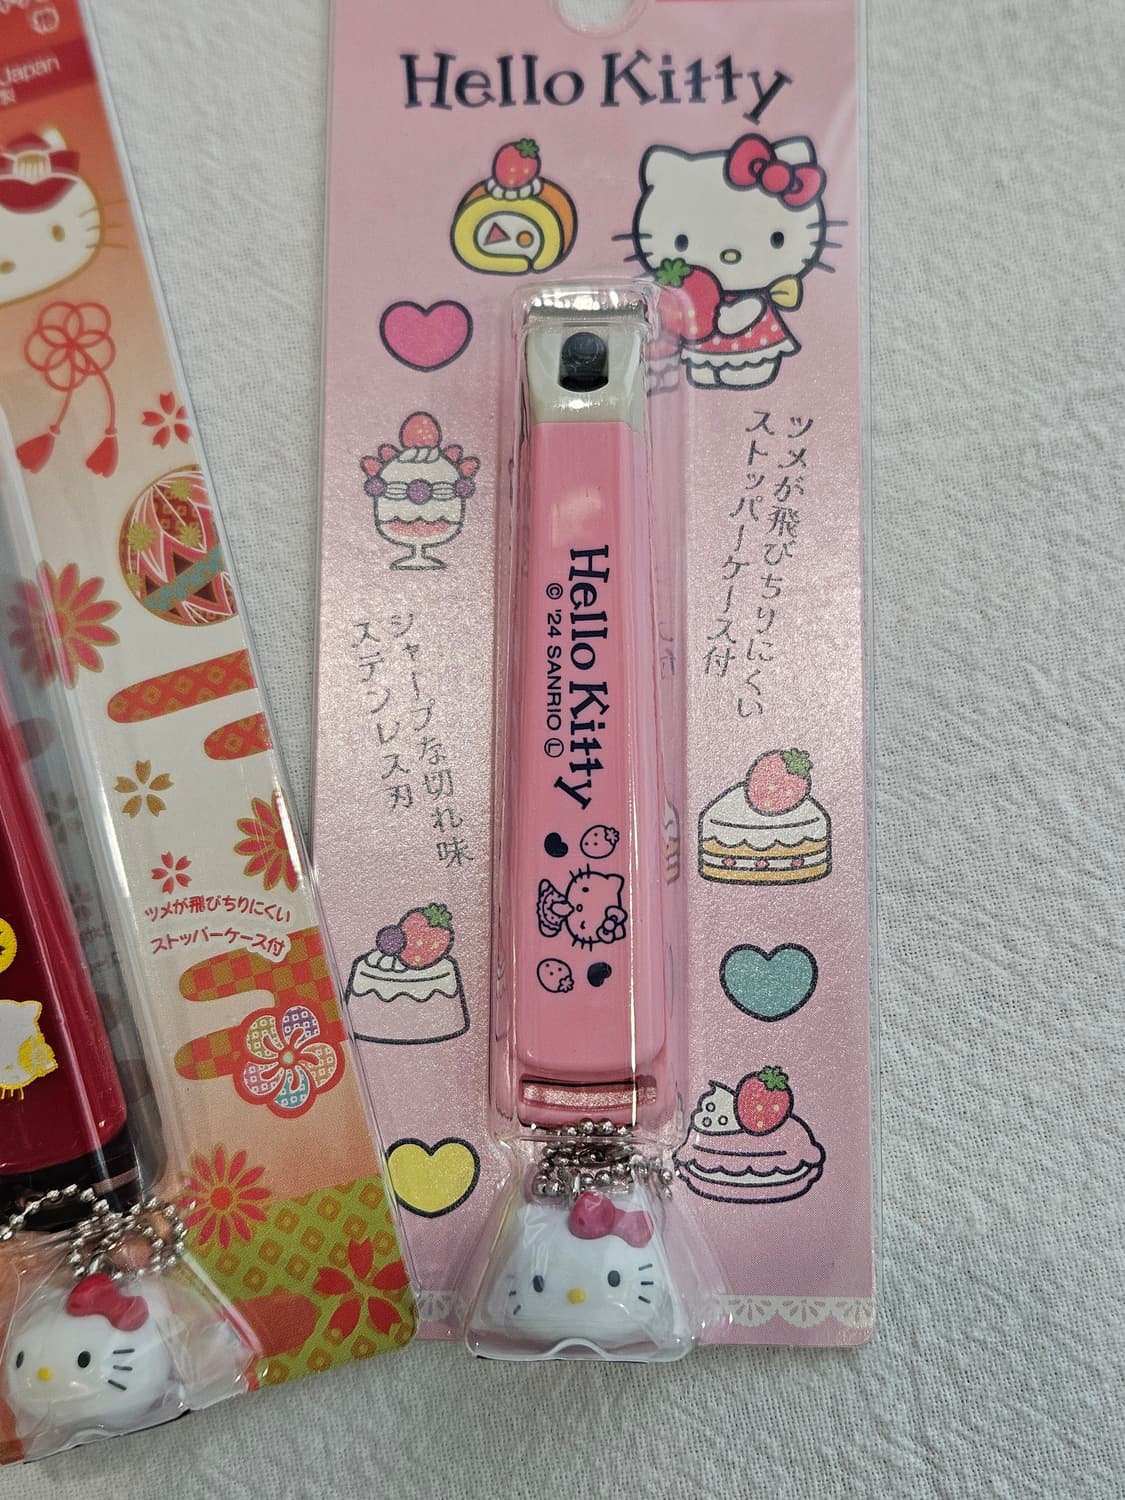 Japan
製
ツメが飛びちりにくい
ストッパーケース付
Hello Kitty
ツメが飛びちりにくい
ストッパーケース付
シャープな切れ味
ステンレス刃
Hello Kitty
© '24 SANRIO Ⓛ